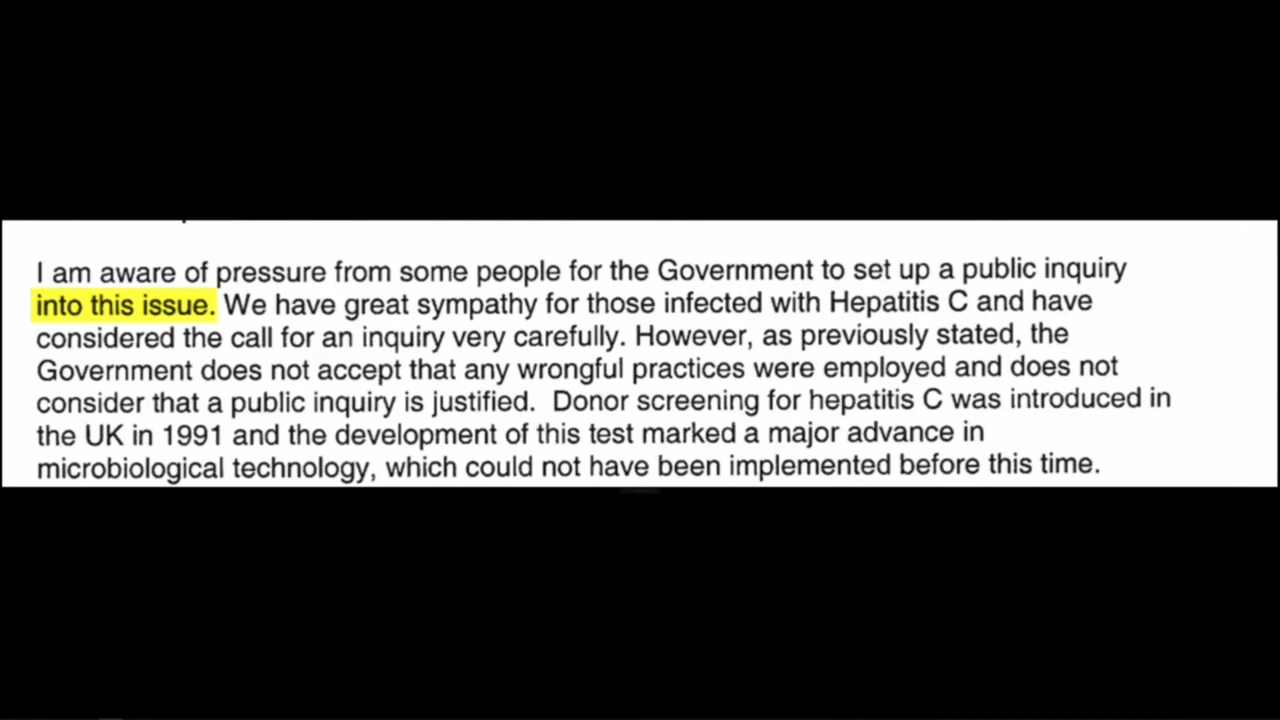 I am aware of pressure from some people for the Government to set up a public inquiry
into this issue. We have great sympathy for those infected with Hepatitis C and have
considered the call for an inquiry very carefully. However, as previously stated, the
Government does not accept that any wrongful practices were employed and does not
consider that a public inquiry is justified.  Donor screening for hepatitis C was introduced in
the UK in 1991 and the development of this test marked a major advance in
microbiological technology, which could not have been implemented before this time.